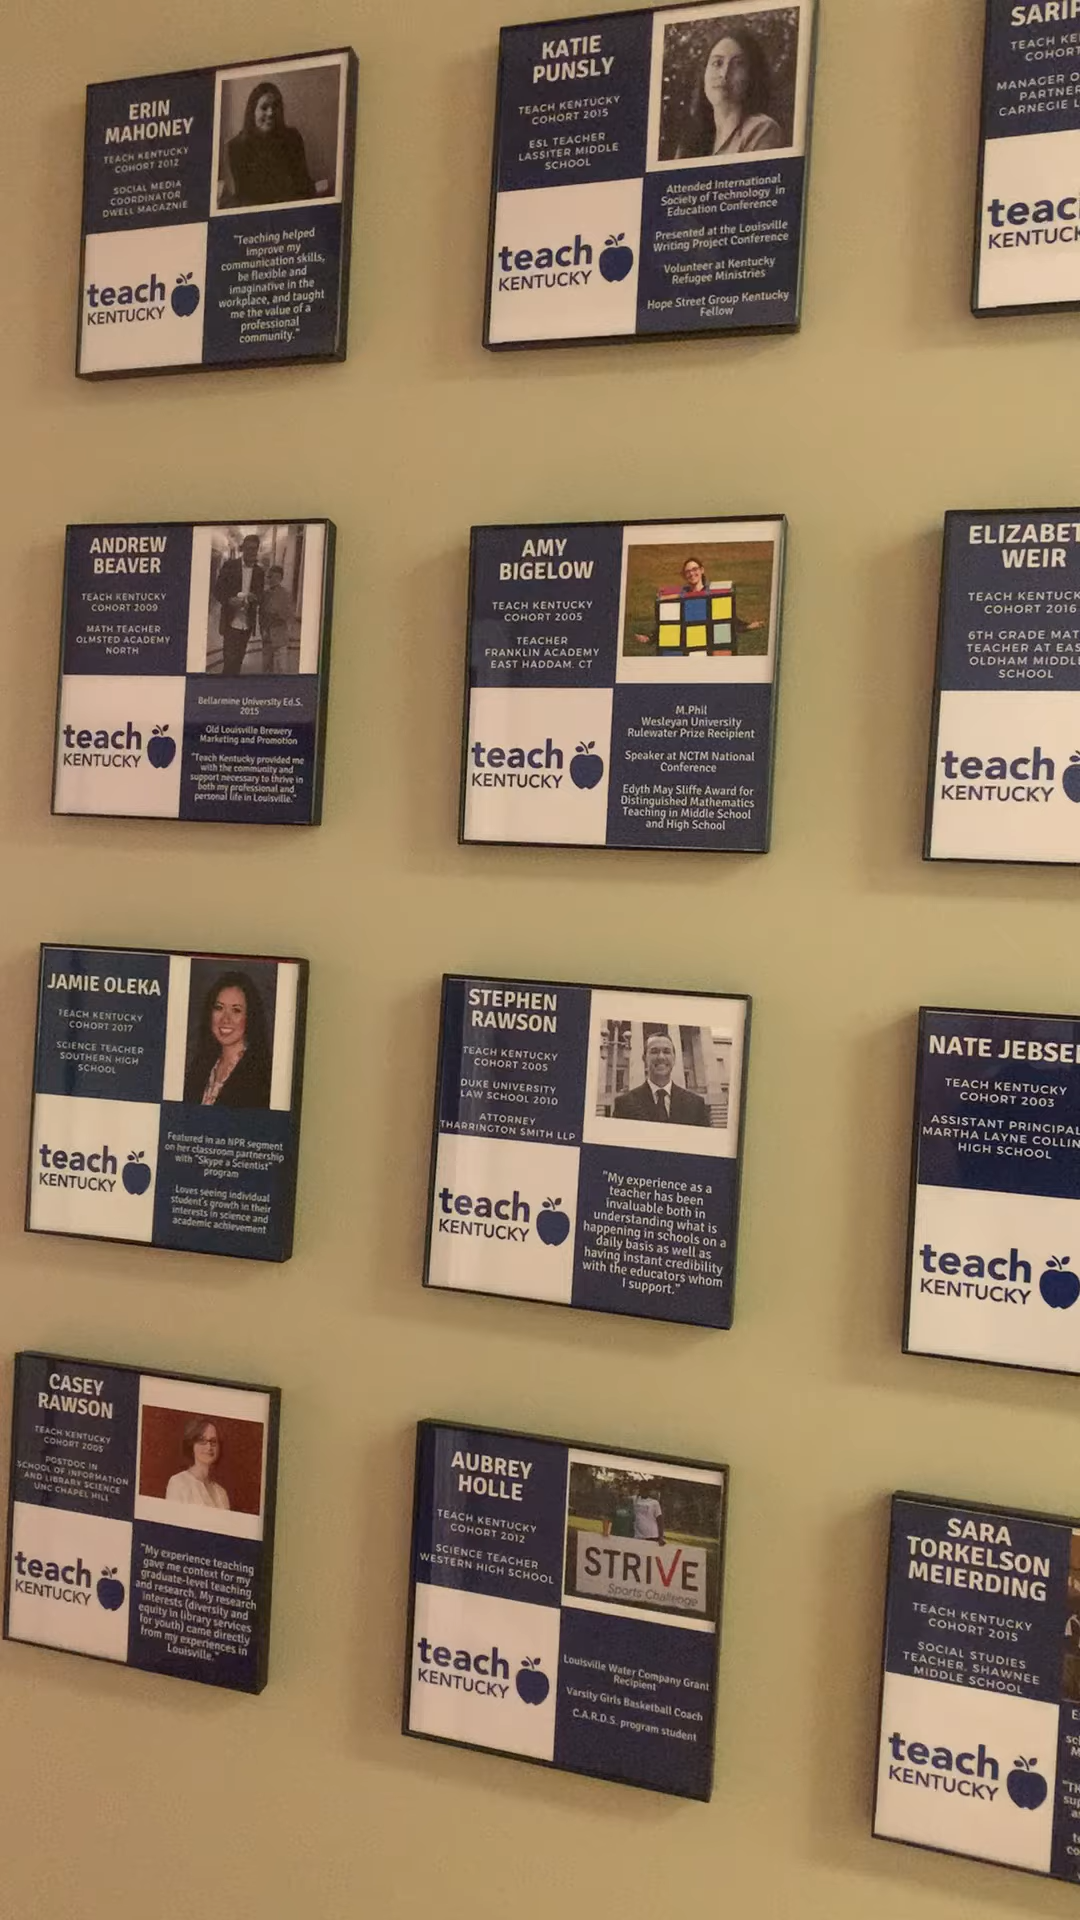 ERIN
MAHONEY
TEACH KENTUCKY
COHORT 2012
SOCIAL MEDIA
COORDINATOR
DWELL MAGAZNIE
teach
KENTUCKY
"Teaching helped
improve my
communication skills,
be flexible and
imaginative in the
workplace, and taught
me the value of a
professional
community."
KATIE
PUNSLY
TEACH KENTUCKY
COHORT 2015
ESL TEACHER
LASSITER MIDDLE
SCHOOL
teach
KENTUCKY
Attended International
Society of Technology in
Education Conference
Presented at the Louisville
Writing Project Conference
Volunteer at Kentucky
Refugee Ministries
Hope Street Group Kentucky
Fellow
SARIP
TEACH KE
COHORT
MANAGER O
PARTNER
CARNEGIE L
teac
KENTUCK
ANDREW
BEAVER
TEACH KENTUCKY
COHORT 2009
MATH TEACHER
OLMSTED ACADEMY
NORTH
teach
KENTUCKY
Bellarmine University Ed.S.
2015
Old Louisville Brewery
Marketing and Promotion
"Teach Kentucky provided me
with the community and
support necessary to thrive in
both my professional and
personal life in Louisville."
AMY
BIGELOW
TEACH KENTUCKY
COHORT 2005
TEACHER
FRANKLIN ACADEMY
EAST HADDAM, CT
teach
KENTUCKY
M.Phil
Wesleyan University
Rulewater Prize Recipient
Speaker at NCTM National
Conference
Edyth May Sliffe Award for
Distinguished Mathematics
Teaching in Middle School
and High School
ELIZABET
WEIR
TEACH KENTUCK
COHORT 2016
6TH GRADE MAT
TEACHER AT EAS
OLDHAM MIDDL
SCHOOL
teach
KENTUCKY
JAMIE OLEKA
TEACH KENTUCKY
COHORT 2017
SCIENCE TEACHER
SOUTHERN HIGH
SCHOOL
teach
KENTUCKY
Featured in an NPR segment
on her classroom partnership
with "Skype a Scientist"
program
Loves seeing individual
student's growth in their
interests in science and
academic achievement
STEPHEN
RAWSON
TEACH KENTUCKY
COHORT 2005
DUKE UNIVERSITY
LAW SCHOOL 2010
ATTORNEY
THARRINGTON SMITH LLP
teach
KENTUCKY
"My experience as a
teacher has been
invaluable both in
understanding what is
happening in schools on a
daily basis as well as
having instant credibility
with the educators whom
I support."
NATE JEBSE
TEACH KENTUCKY
COHORT 2003
ASSISTANT PRINCIPAL
MARTHA LAYNE COLLIN
HIGH SCHOOL
teach
KENTUCKY
CASEY
RAWSON
TEACH KENTUCKY
COHORT 2005
POSTDOC IN
SCHOOL OF INFORMATION
AND LIBRARY SCIENCE
UNC CHAPEL HILL
teach
KENTUCKY
"My experience teaching
gave me context for my
graduate-level teaching
and research. My research
interests (diversity and
equity in library services
for youth) came directly
from my experiences in
Louisville."
AUBREY
HOLLE
TEACH KENTUCKY
COHORT 2012
SCIENCE TEACHER
WESTERN HIGH SCHOOL
STRIVE
Sports Challenge
teach
KENTUCKY
Louisville Water Company Grant
Recipient
Varsity Girls Basketball Coach
C.A.R.D.S. program student
SARA
TORKELSON
MEIERDING
TEACH KENTUCKY
COHORT 2015
SOCIAL STUDIES
TEACHER, SHAWNEE
MIDDLE SCHOOL
teach
KENTUCKY